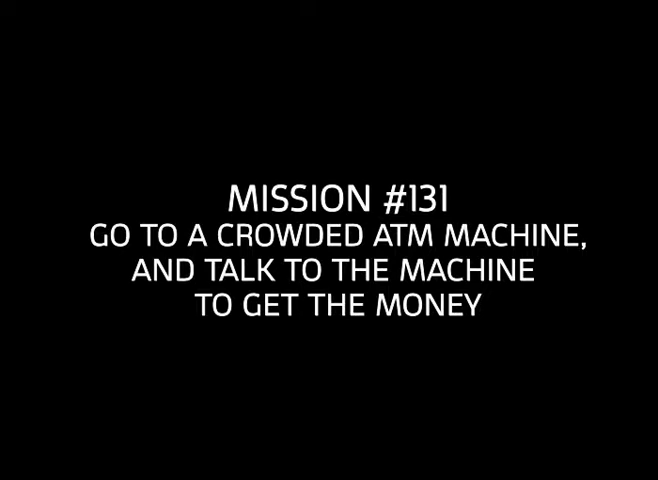 MISSION #131
GO TO A CROWDED ATM MACHINE,
AND TALK TO THE MACHINE
TO GET THE MONEY